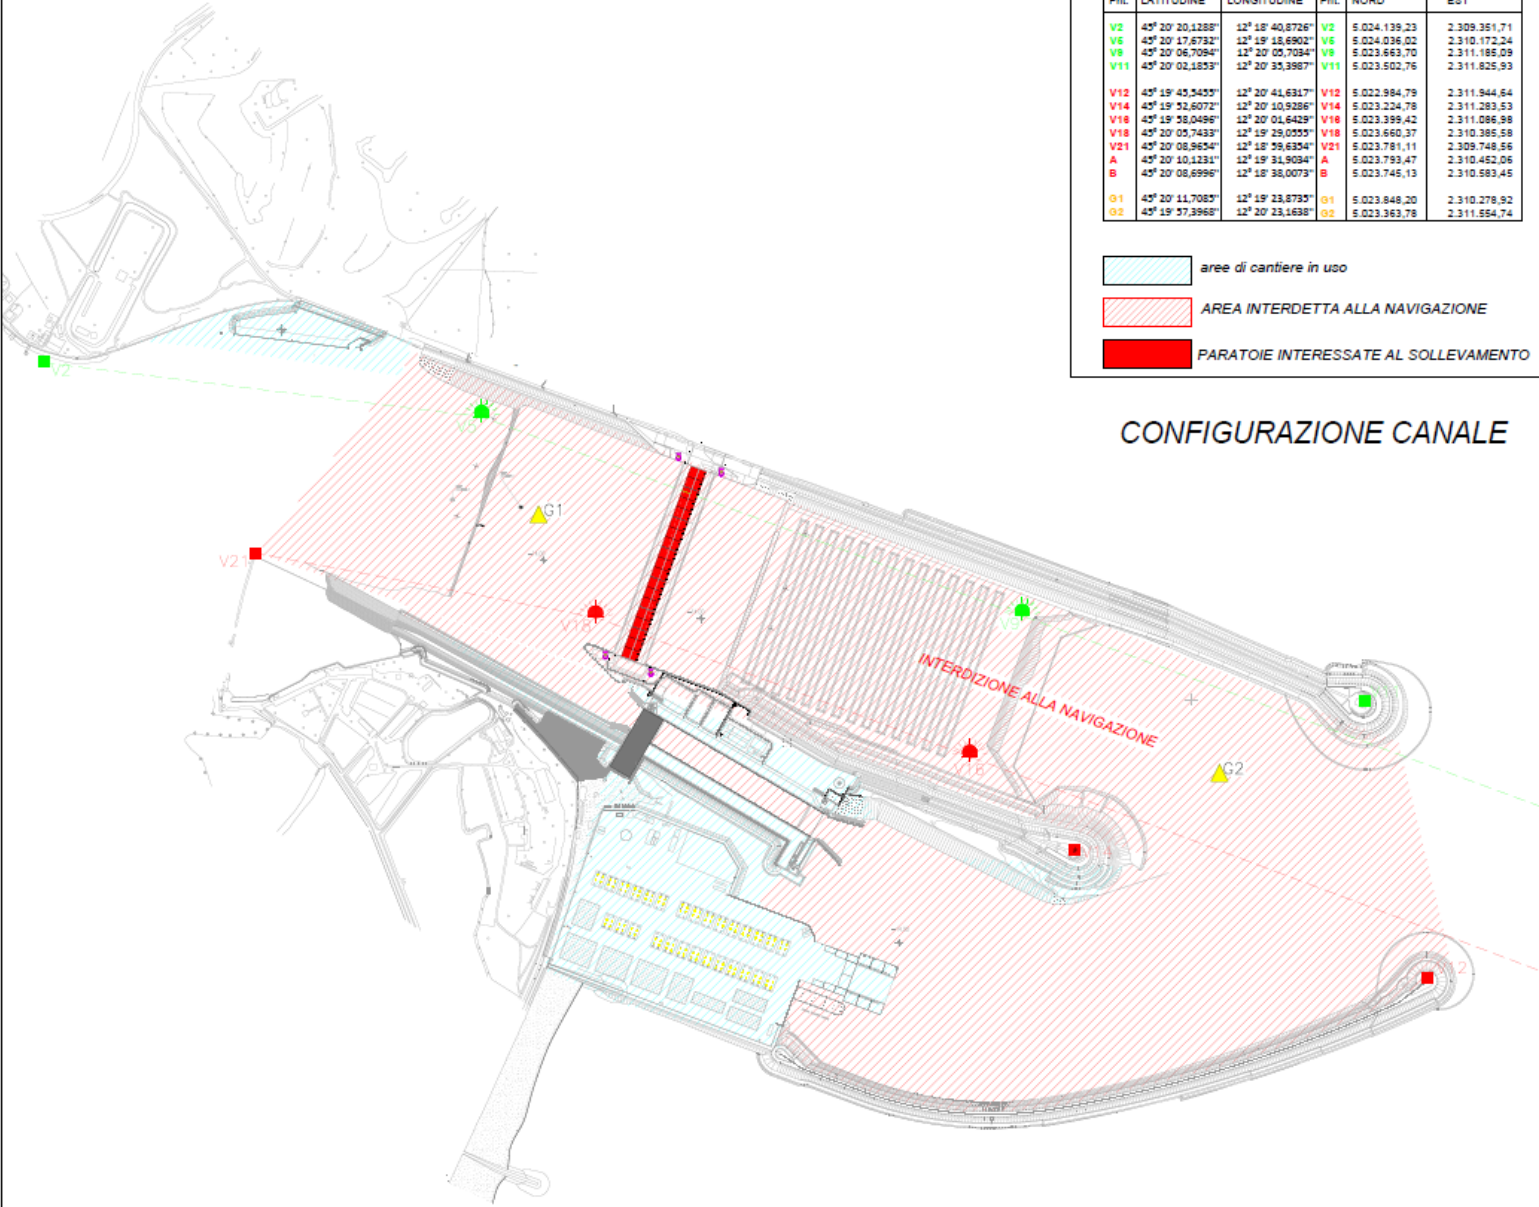 Pnt. LATITUDINE LONGITUDINE Pnt. NORD EST
V2 45° 20' 20,1288" 12° 18' 40,8726" V2 5.024.139,23 2.309.351,71
V6 45° 20' 17,6732" 12° 19' 18,6902" V6 5.024.036,02 2.310.172,24
V9 45° 20' 06,7094" 12° 20' 05,7034" V9 5.023.663,70 2.311.185,09
V11 45° 20' 02,1853" 12° 20' 35,3987" V11 5.023.502,76 2.311.825,93
V12 45° 19' 45,5455" 12° 20' 41,6317" V12 5.022.984,79 2.311.944,64
V14 45° 19' 52,6072" 12° 20' 10,9286" V14 5.023.224,78 2.311.283,53
V16 45° 19' 58,0496" 12° 20' 01,6429" V16 5.023.399,42 2.311.086,98
V18 45° 20' 05,7433" 12° 19' 29,0555" V18 5.023.660,37 2.310.385,58
V21 45° 20' 08,9654" 12° 18' 59,6354" V21 5.023.781,11 2.309.748,56
A 45° 20' 10,1231" 12° 19' 31,9034" A 5.023.793,47 2.310.452,06
B 45° 20' 08,6996" 12° 18' 38,0073" B 5.023.745,13 2.310.583,45
G1 45° 20' 11,7085" 12° 19' 23,8735" G1 5.023.848,20 2.310.278,92
G2 45° 19' 57,3968" 12° 20' 23,1638" G2 5.023.363,78 2.311.554,74
aree di cantiere in uso
AREA INTERDETTA ALLA NAVIGAZIONE
PARATOIE INTERESSATE AL SOLLEVAMENTO
CONFIGURAZIONE CANALE
V2
G1
V21
V18
V9
INTERDIZIONE ALLA NAVIGAZIONE
V16
G2